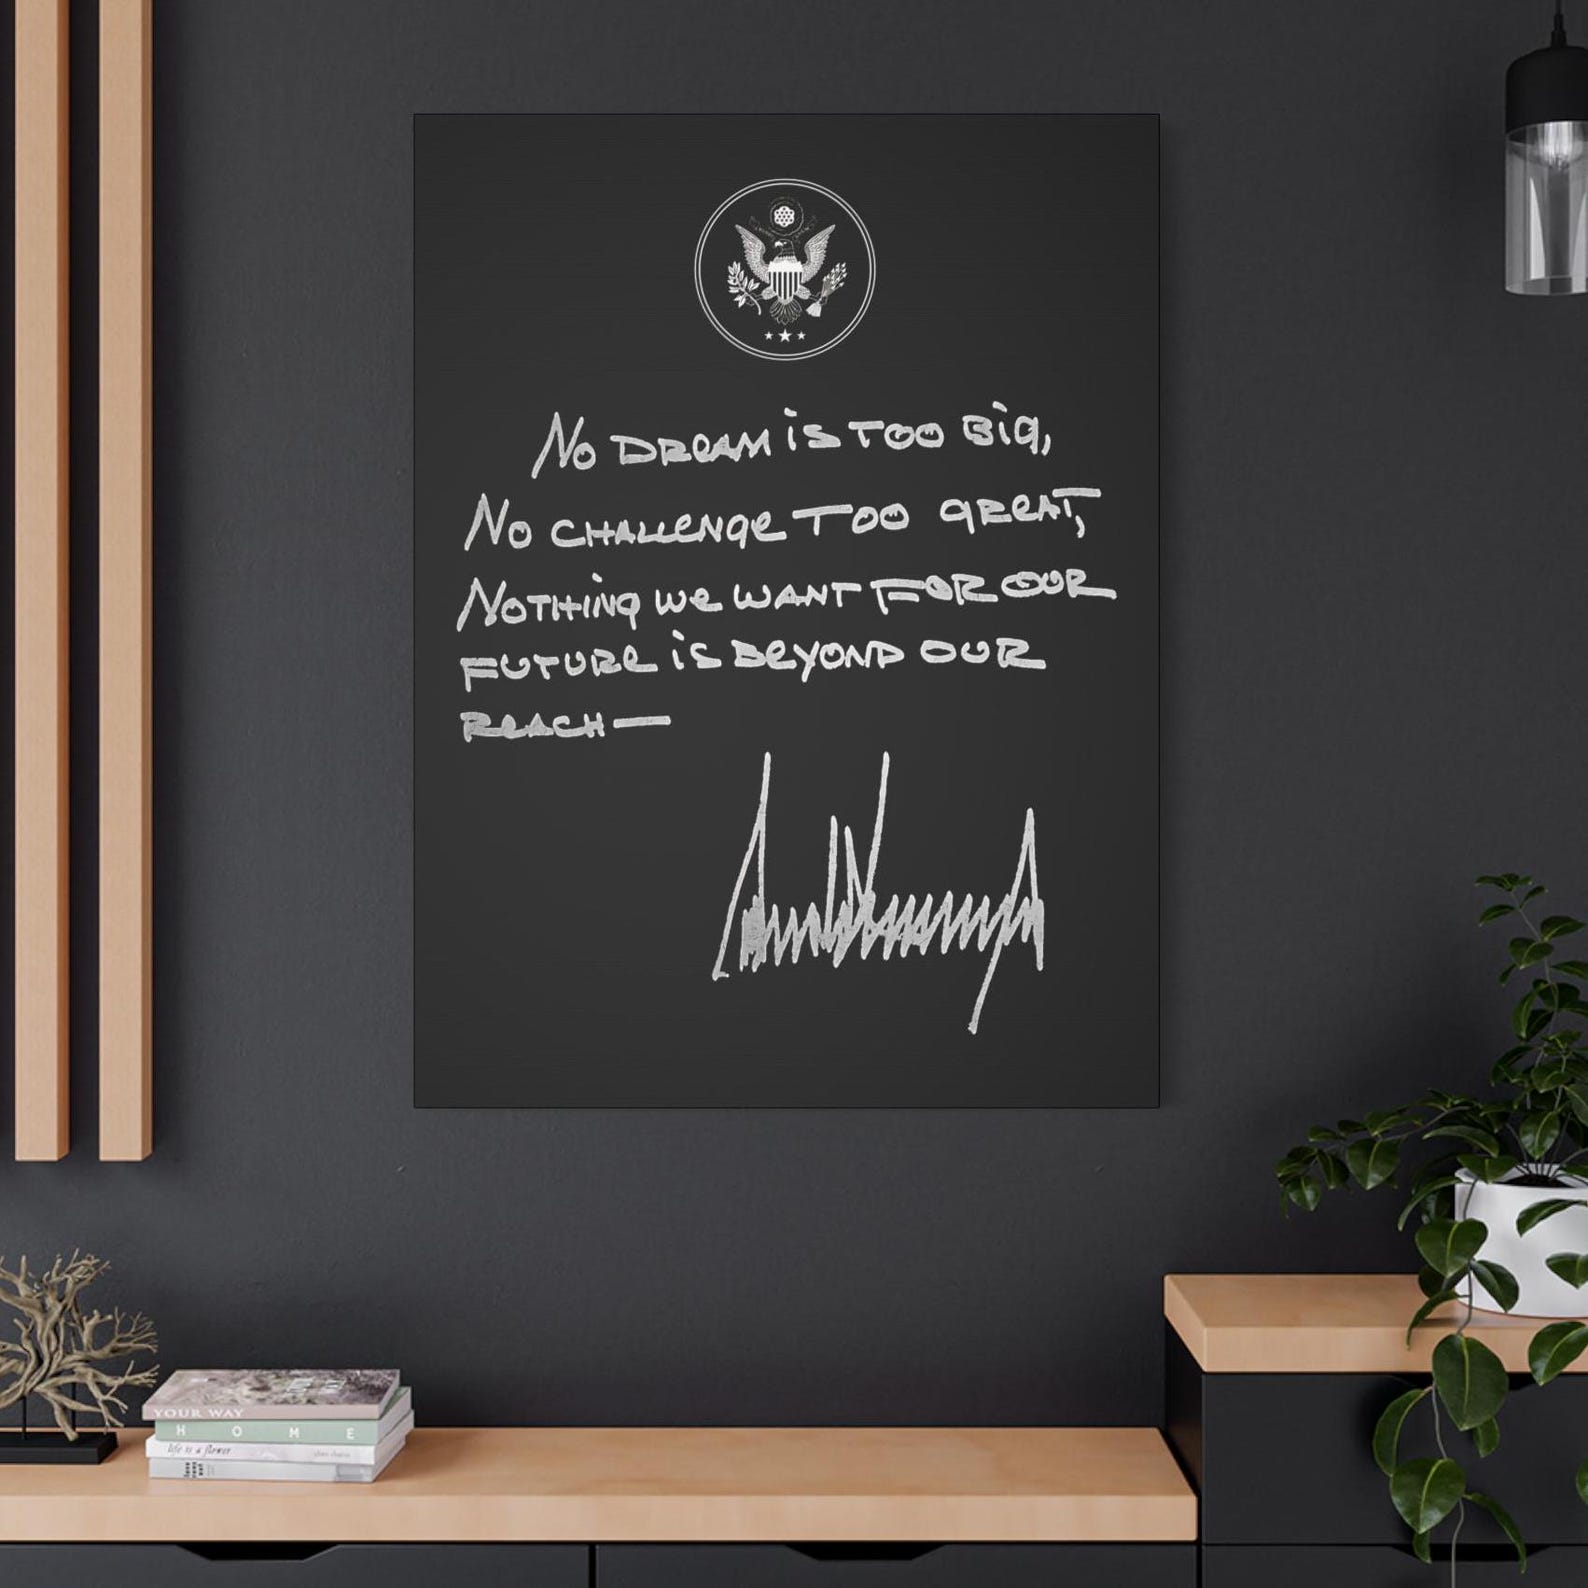 No DREAM is TOO BIG,
No CHALLENGE TOO GREAT,
NOTHING WE WANT FOR OUR
FUTURE IS BEYOND OUR
REACH—
YOUR WAY
HOME
life is a flower